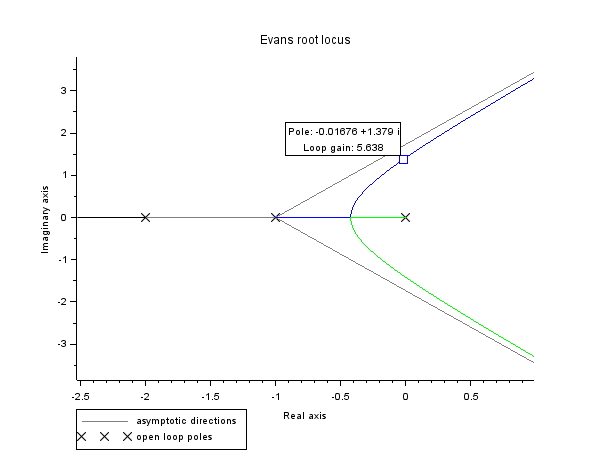 Evans root locus
3
2
1
0
-1
-2
-3
Imaginary axis
Pole: -0.01676 +1.379 i
Loop gain: 5.638
-2.5 -2 -1.5 -1 -0.5 0 0.5
Real axis
asymptotic directions
open loop poles